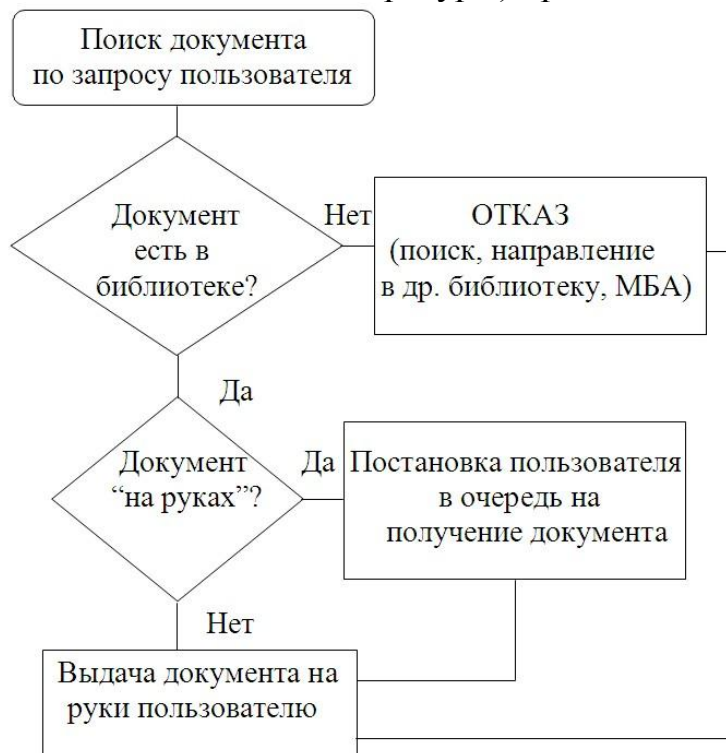 Поиск документа
по запросу пользователя
Документ
есть в
библиотеке?
Нет
ОТКАЗ
(поиск, направление
в др. библиотеку, МБА)
Да
Документ
“на руках”?
Да
Постановка пользователя
в очередь на
получение документа
Нет
Выдача документа на
руки пользователю